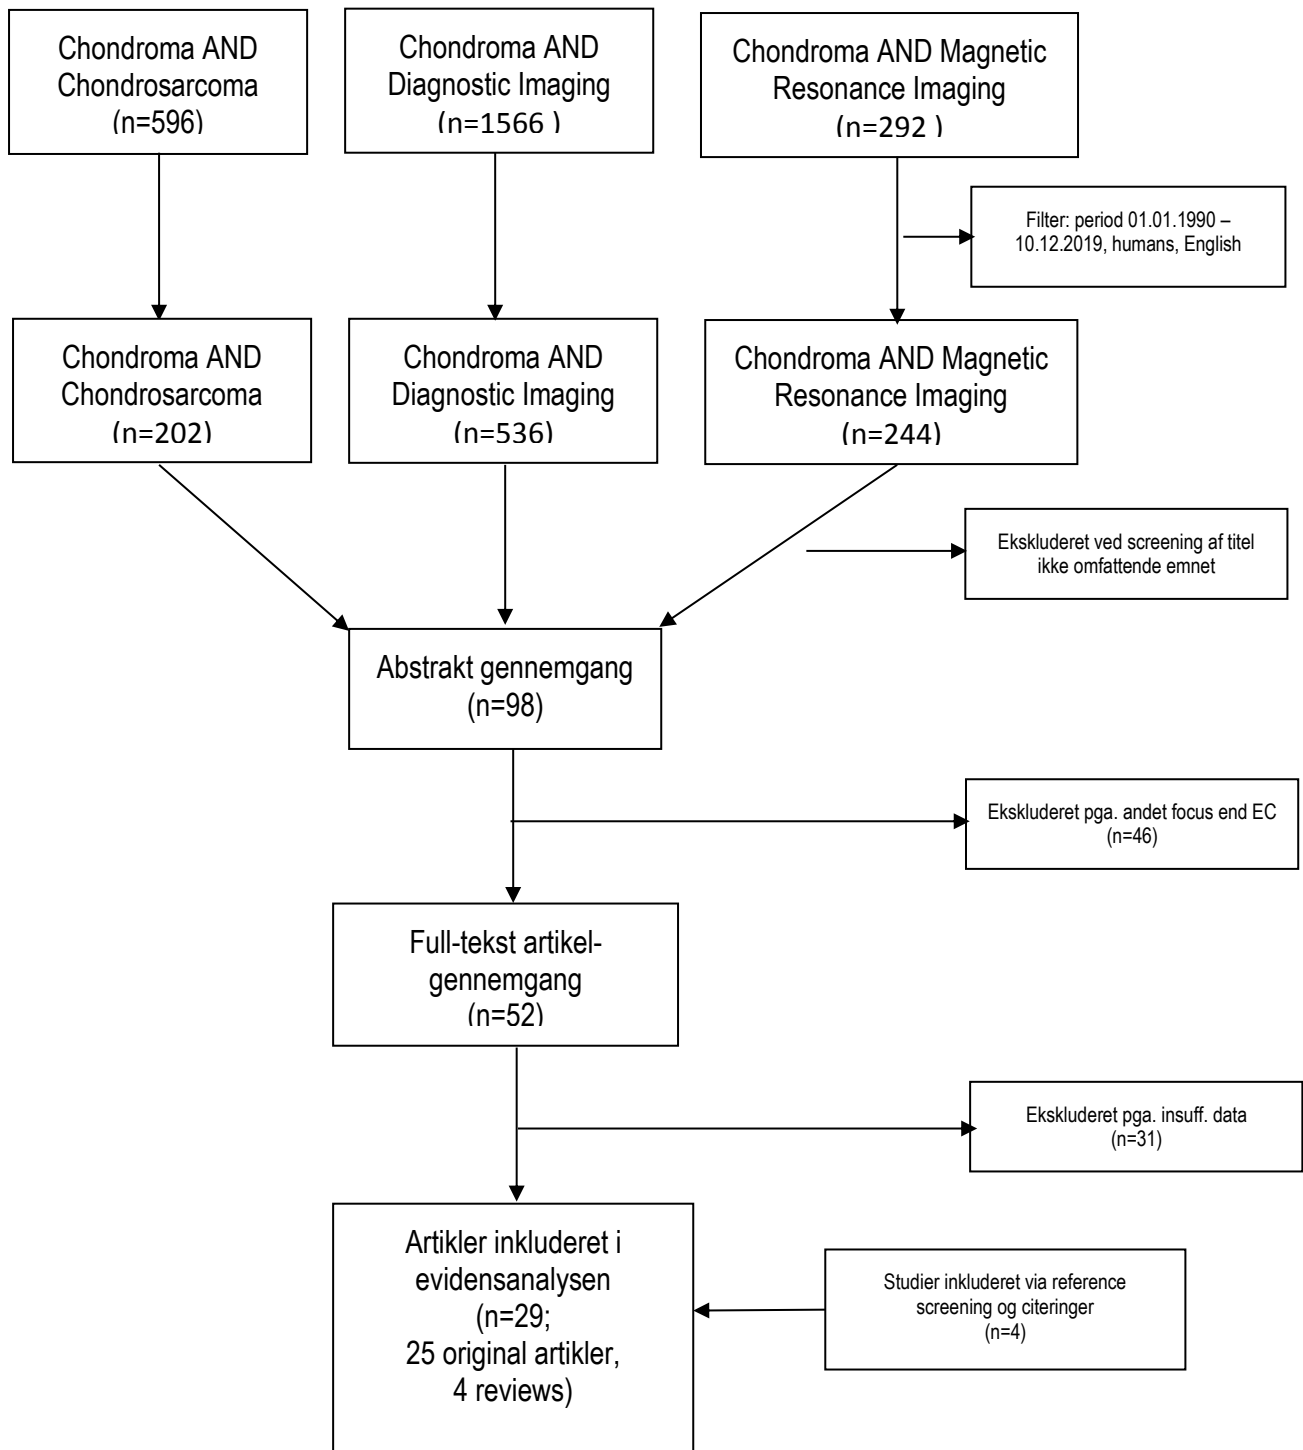 Chondroma AND
Chondrosarcoma
(n=596)
Chondroma AND
Diagnostic Imaging
(n=1566 )
Chondroma AND Magnetic
Resonance Imaging
(n=292 )
Filter: period 01.01.1990 –
10.12.2019, humans, English
Chondroma AND
Chondrosarcoma
(n=202)
Chondroma AND
Diagnostic Imaging
(n=536)
Chondroma AND Magnetic
Resonance Imaging
(n=244)
Ekskluderet ved screening af titel
ikke omfattende emnet
Abstrakt gennemgang
(n=98)
Ekskluderet pga. andet focus end EC
(n=46)
Full-tekst artikel-
gennemgang
(n=52)
Ekskluderet pga. insuff. data
(n=31)
Artikler inkluderet i
evidensanalysen
(n=29;
25 original artikler,
4 reviews)
Studier inkluderet via reference
screening og citeringer
(n=4)